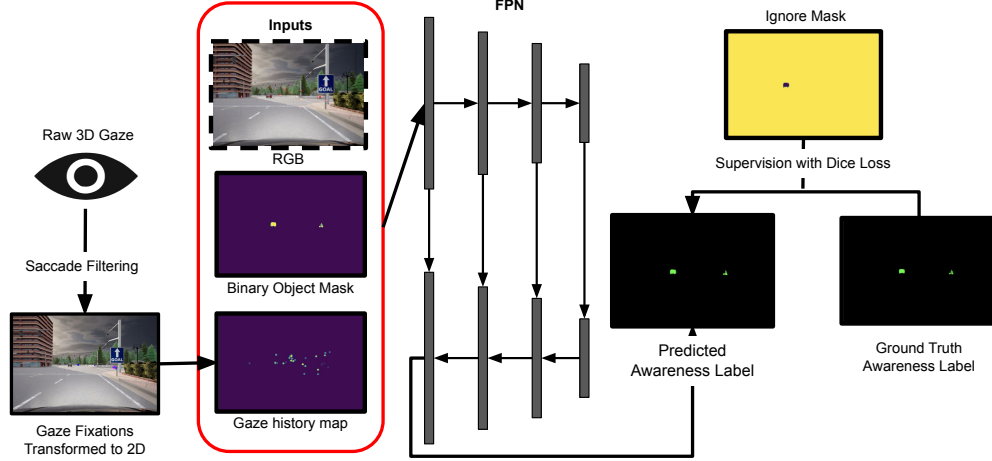 FPN
Inputs
RGB
Binary Object Mask
Gaze history map
Raw 3D Gaze
Saccade Filtering
GOAL
Gaze Fixations
Transformed to 2D
GOAL
Ignore Mask
Supervision with Dice Loss
Predicted
Awareness Label
Ground Truth
Awareness Label